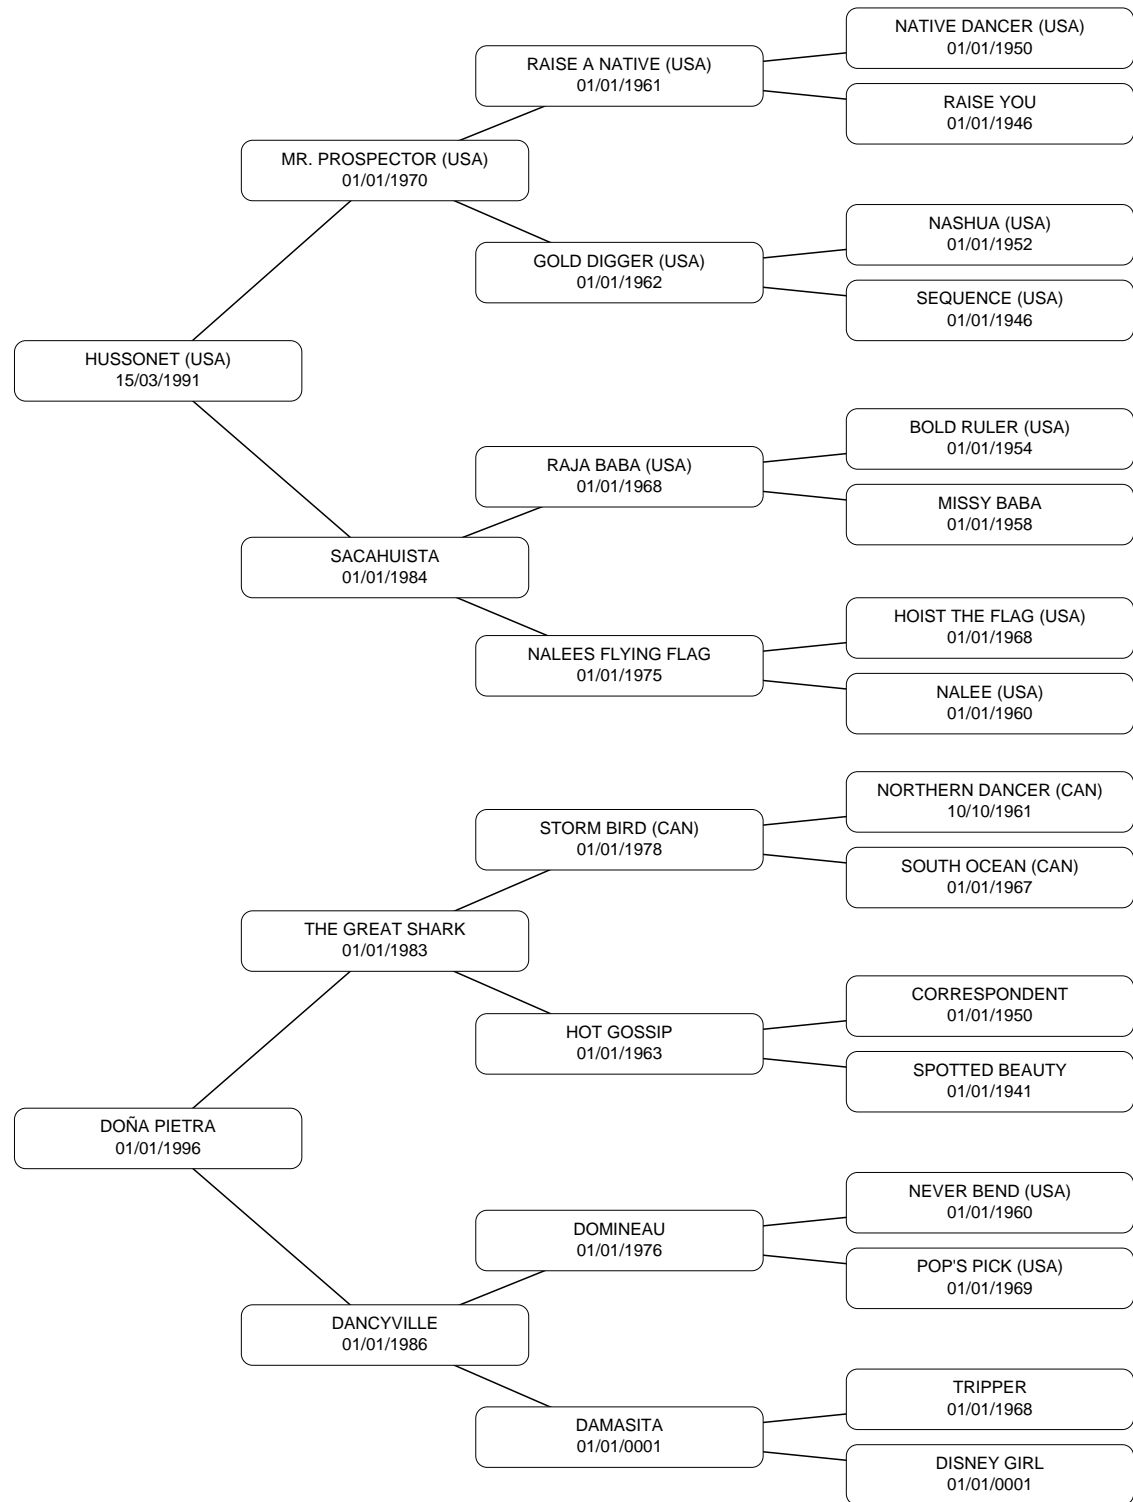 NATIVE DANCER (USA)
01/01/1950
RAISE A NATIVE (USA)
01/01/1961
RAISE YOU
01/01/1946
MR. PROSPECTOR (USA)
01/01/1970
NASHUA (USA)
01/01/1952
GOLD DIGGER (USA)
01/01/1962
SEQUENCE (USA)
01/01/1946
HUSSONET (USA)
15/03/1991
BOLD RULER (USA)
01/01/1954
RAJA BABA (USA)
01/01/1968
MISSY BABA
01/01/1958
SACAHUISTA
01/01/1984
HOIST THE FLAG (USA)
01/01/1968
NALEES FLYING FLAG
01/01/1975
NALEE (USA)
01/01/1960
NORTHERN DANCER (CAN)
10/10/1961
STORM BIRD (CAN)
01/01/1978
SOUTH OCEAN (CAN)
01/01/1967
THE GREAT SHARK
01/01/1983
CORRESPONDENT
01/01/1950
HOT GOSSIP
01/01/1963
SPOTTED BEAUTY
01/01/1941
DOÑA PIETRA
01/01/1996
NEVER BEND (USA)
01/01/1960
DOMINEAU
01/01/1976
POP'S PICK (USA)
01/01/1969
DANCYVILLE
01/01/1986
TRIPPER
01/01/1968
DAMASITA
01/01/0001
DISNEY GIRL
01/01/0001